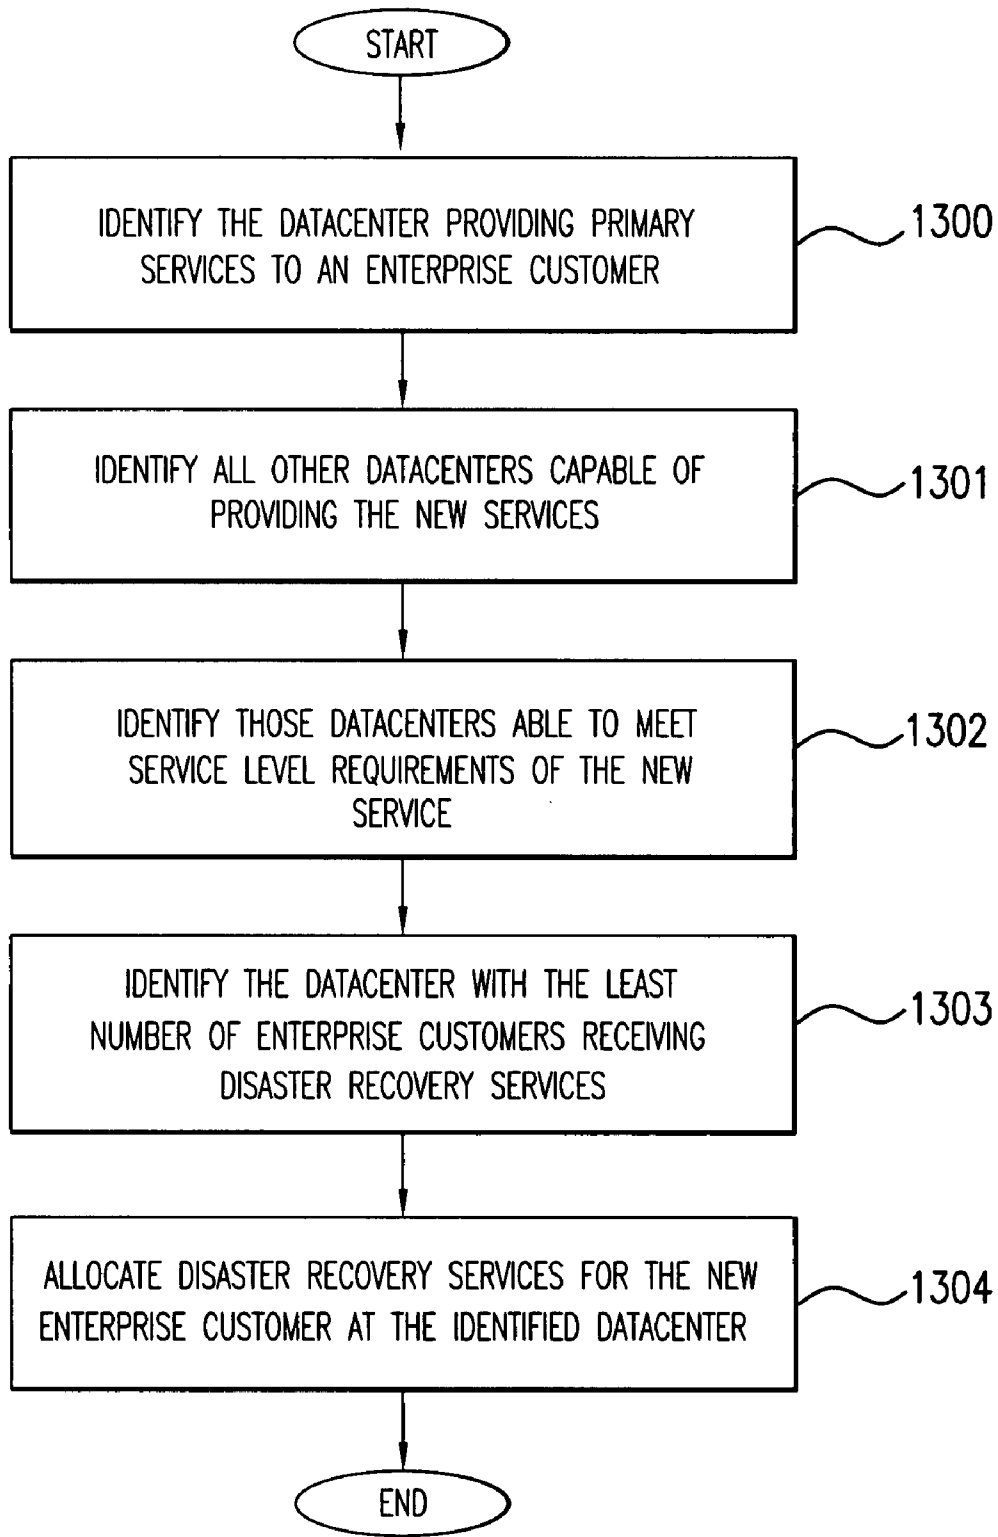 START
IDENTIFY THE DATACENTER PROVIDING PRIMARY
SERVICES TO AN ENTERPRISE CUSTOMER
1300
IDENTIFY ALL OTHER DATACENTERS CAPABLE OF
PROVIDING THE NEW SERVICES
1301
IDENTIFY THOSE DATACENTERS ABLE TO MEET
SERVICE LEVEL REQUIREMENTS OF THE NEW
SERVICE
1302
IDENTIFY THE DATACENTER WITH THE LEAST
NUMBER OF ENTERPRISE CUSTOMERS RECEIVING
DISASTER RECOVERY SERVICES
1303
ALLOCATE DISASTER RECOVERY SERVICES FOR THE NEW
ENTERPRISE CUSTOMER AT THE IDENTIFIED DATACENTER
1304
END